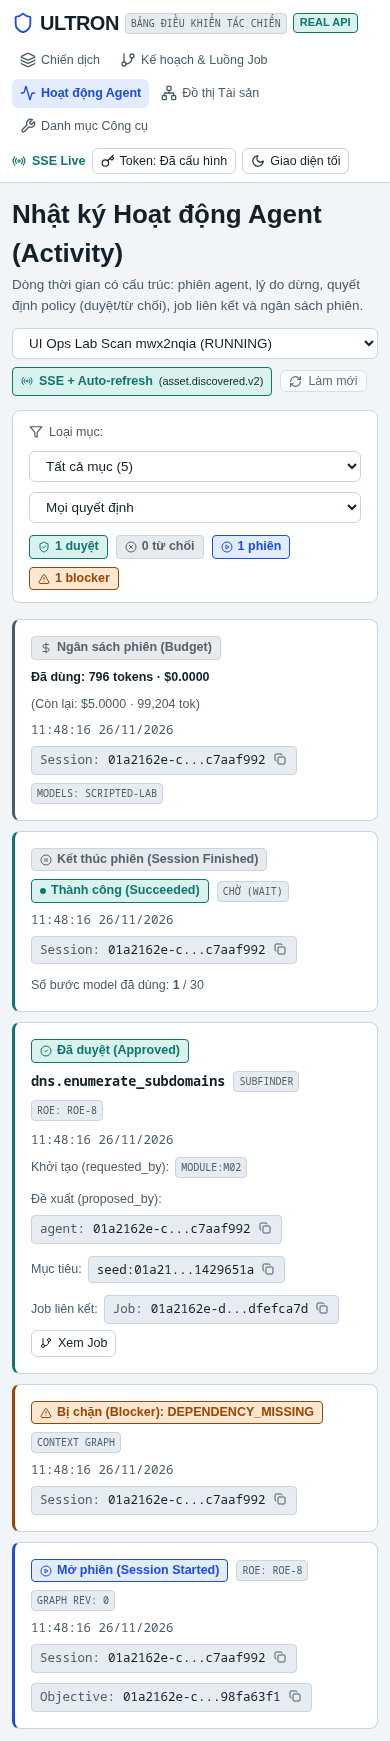 ULTRON BẢNG ĐIỀU KHIỂN TÁC CHIẾN REAL API
Chiến dịch Kế hoạch & Luồng Job
Hoạt động Agent Đồ thị Tài sản
Danh mục Công cụ
SSE Live Token: Đã cấu hình Giao diện tối
Nhật ký Hoạt động Agent
(Activity)
Dòng thời gian có cấu trúc: phiên agent, lý do dừng, quyết
định policy (duyệt/từ chối), job liên kết và ngân sách phiên.
UI Ops Lab Scan mwx2nqia (RUNNING)
SSE + Auto-refresh (asset.discovered.v2) Làm mới
Loại mục:
Tất cả mục (5)
Mọi quyết định
1 duyệt 0 từ chối 1 phiên
1 blocker
Ngân sách phiên (Budget)
Đã dùng: 796 tokens · $0.0000
(Còn lại: $5.0000 · 99,204 tok)
11:48:16 26/11/2026
Session: 01a2162e-c...c7aaf992
MODELS: SCRIPTED-LAB
Kết thúc phiên (Session Finished)
Thành công (Succeeded) CHỜ (WAIT)
11:48:16 26/11/2026
Session: 01a2162e-c...c7aaf992
Số bước model đã dùng: 1 / 30
Đã duyệt (Approved)
dns.enumerate_subdomains SUBFINDER
ROE: ROE-8
11:48:16 26/11/2026
Khởi tạo (requested_by): MODULE:M02
Đề xuất (proposed_by):
agent: 01a2162e-c...c7aaf992
Mục tiêu: seed:01a21...1429651a
Job liên kết: Job: 01a2162e-d...dfefca7d
Xem Job
Bị chặn (Blocker): DEPENDENCY_MISSING
CONTEXT GRAPH
11:48:16 26/11/2026
Session: 01a2162e-c...c7aaf992
Mở phiên (Session Started) ROE: ROE-8
GRAPH REV: 0
11:48:16 26/11/2026
Session: 01a2162e-c...c7aaf992
Objective: 01a2162e-c...98fa63f1